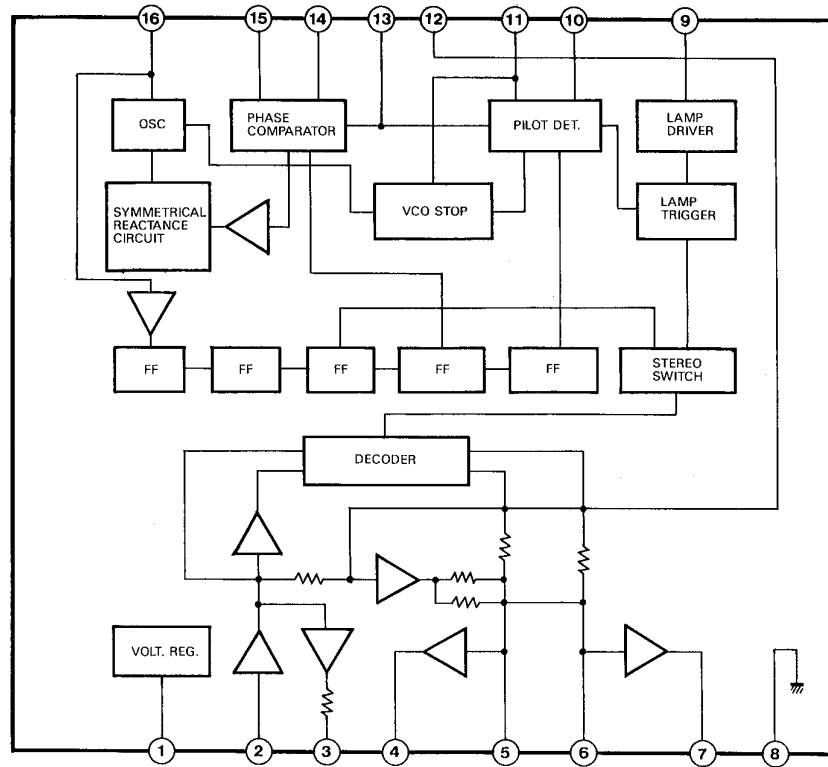 16 15 14 13 12 11 10 9
OSC
PHASE
COMPARATOR
PILOT DET.
LAMP
DRIVER
SYMMETRICAL
REACTANCE
CIRCUIT
VCO STOP
LAMP
TRIGGER
FF FF FF FF FF
STEREO
SWITCH
DECODER
VOLT. REG.
1 2 3 4 5 6 7 8